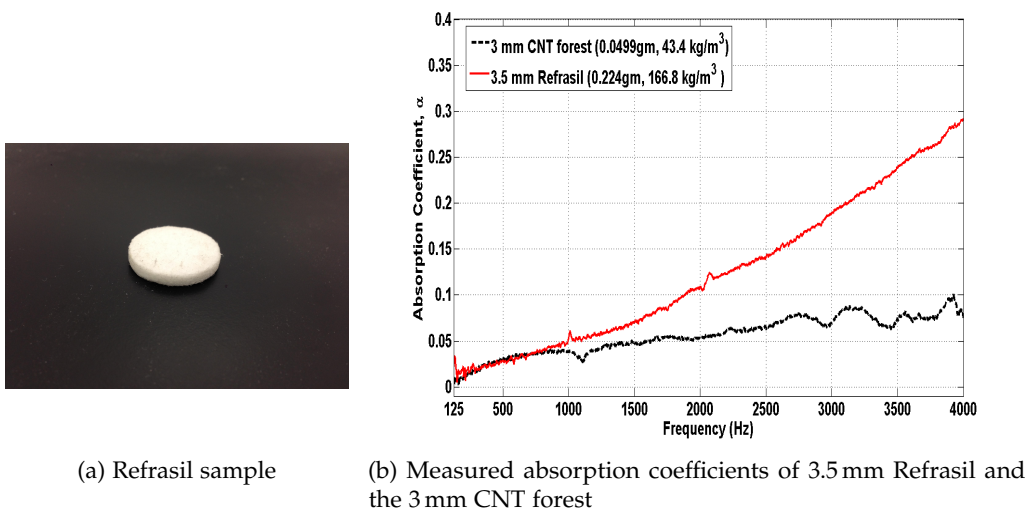 0.4
0.35
0.3
0.25
0.2
0.15
0.1
0.05
0
Absorption Coefficient, α
3 mm CNT forest (0.0499gm, 43.4 kg/m³)
3.5 mm Refrasil (0.224gm, 166.8 kg/m³ )
125 500 1000 1500 2000 2500 3000 3500 4000
Frequency (Hz)
(a) Refrasil sample
(b) Measured absorption coefficients of 3.5 mm Refrasil and
the 3 mm CNT forest